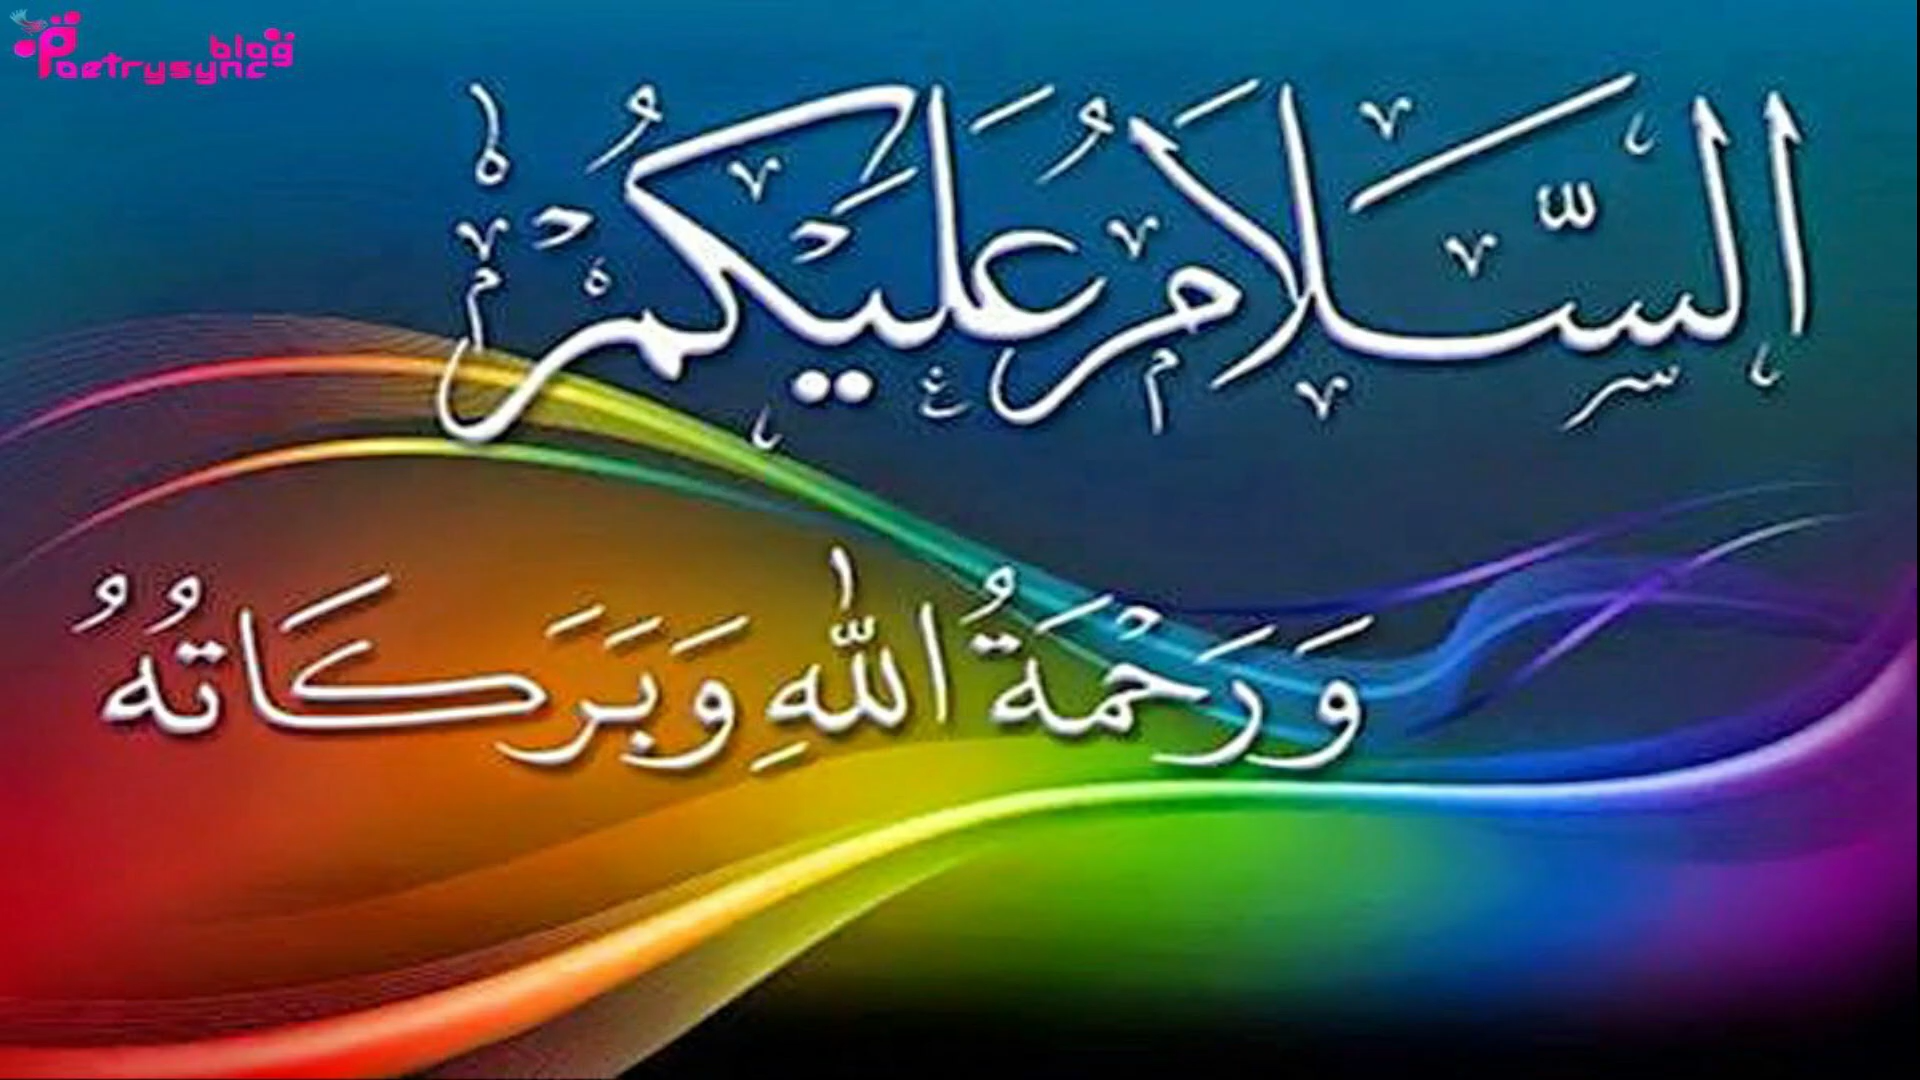 Poetrysync blog
السَّلَامُ عَلَيْكُمْ
وَرَحْمَةُ اللهِ وَبَرَكَاتُهُ